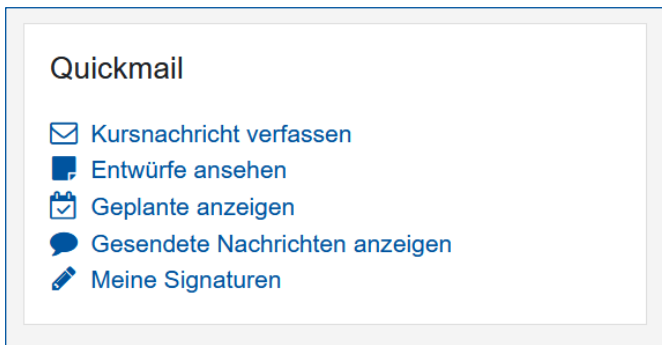 Quickmail
Kursnachricht verfassen
Entwürfe ansehen
Geplante anzeigen
Gesendete Nachrichten anzeigen
Meine Signaturen